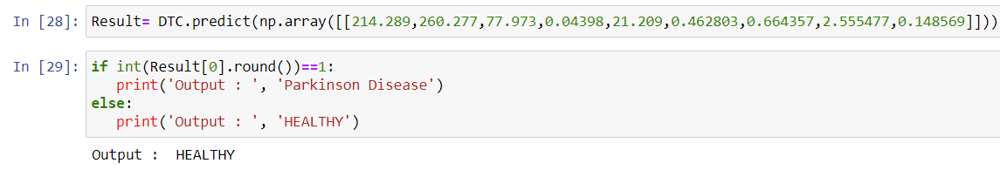 In [28]: Result= DTC.predict(np.array([[214.289,260.277,77.973,0.04398,21.209,0.462803,0.664357,2.555477,0.148569]]))
In [29]: if int(Result[0].round())==1:
print('Output : ', 'Parkinson Disease')
else:
print('Output : ', 'HEALTHY')
Output :  HEALTHY